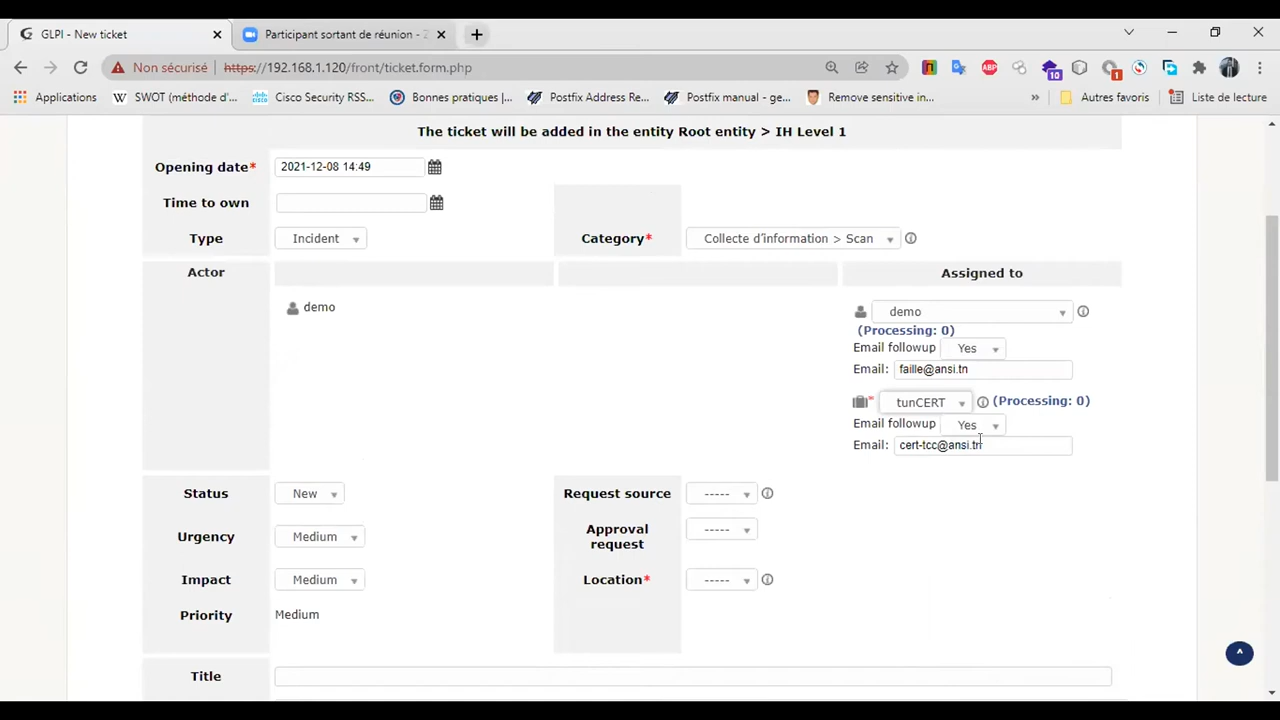 GLPI - New ticket
Participant sortant de réunion - Z
Non sécurisé
https://192.168.1.120/front/ticket.form.php
ABP
10
1
Applications
W SWOT (méthode d'...
Cisco Security RSS...
Bonnes pratiques |...
Postfix Address Re...
Postfix manual - ge...
Remove sensitive in...
»
Autres favoris
Liste de lecture
The ticket will be added in the entity Root entity > IH Level 1
Opening date* 2021-12-08 14:49
Time to own
Type Incident Category* Collecte d'information > Scan
Actor Assigned to
demo demo
(Processing: 0)
Email followup Yes
Email: faille@ansi.tn
* tunCERT (Processing: 0)
Email followup Yes
Email: cert-tcc@ansi.tn
Status New Request source -----
Urgency Medium Approval request -----
Impact Medium Location* -----
Priority Medium
Title